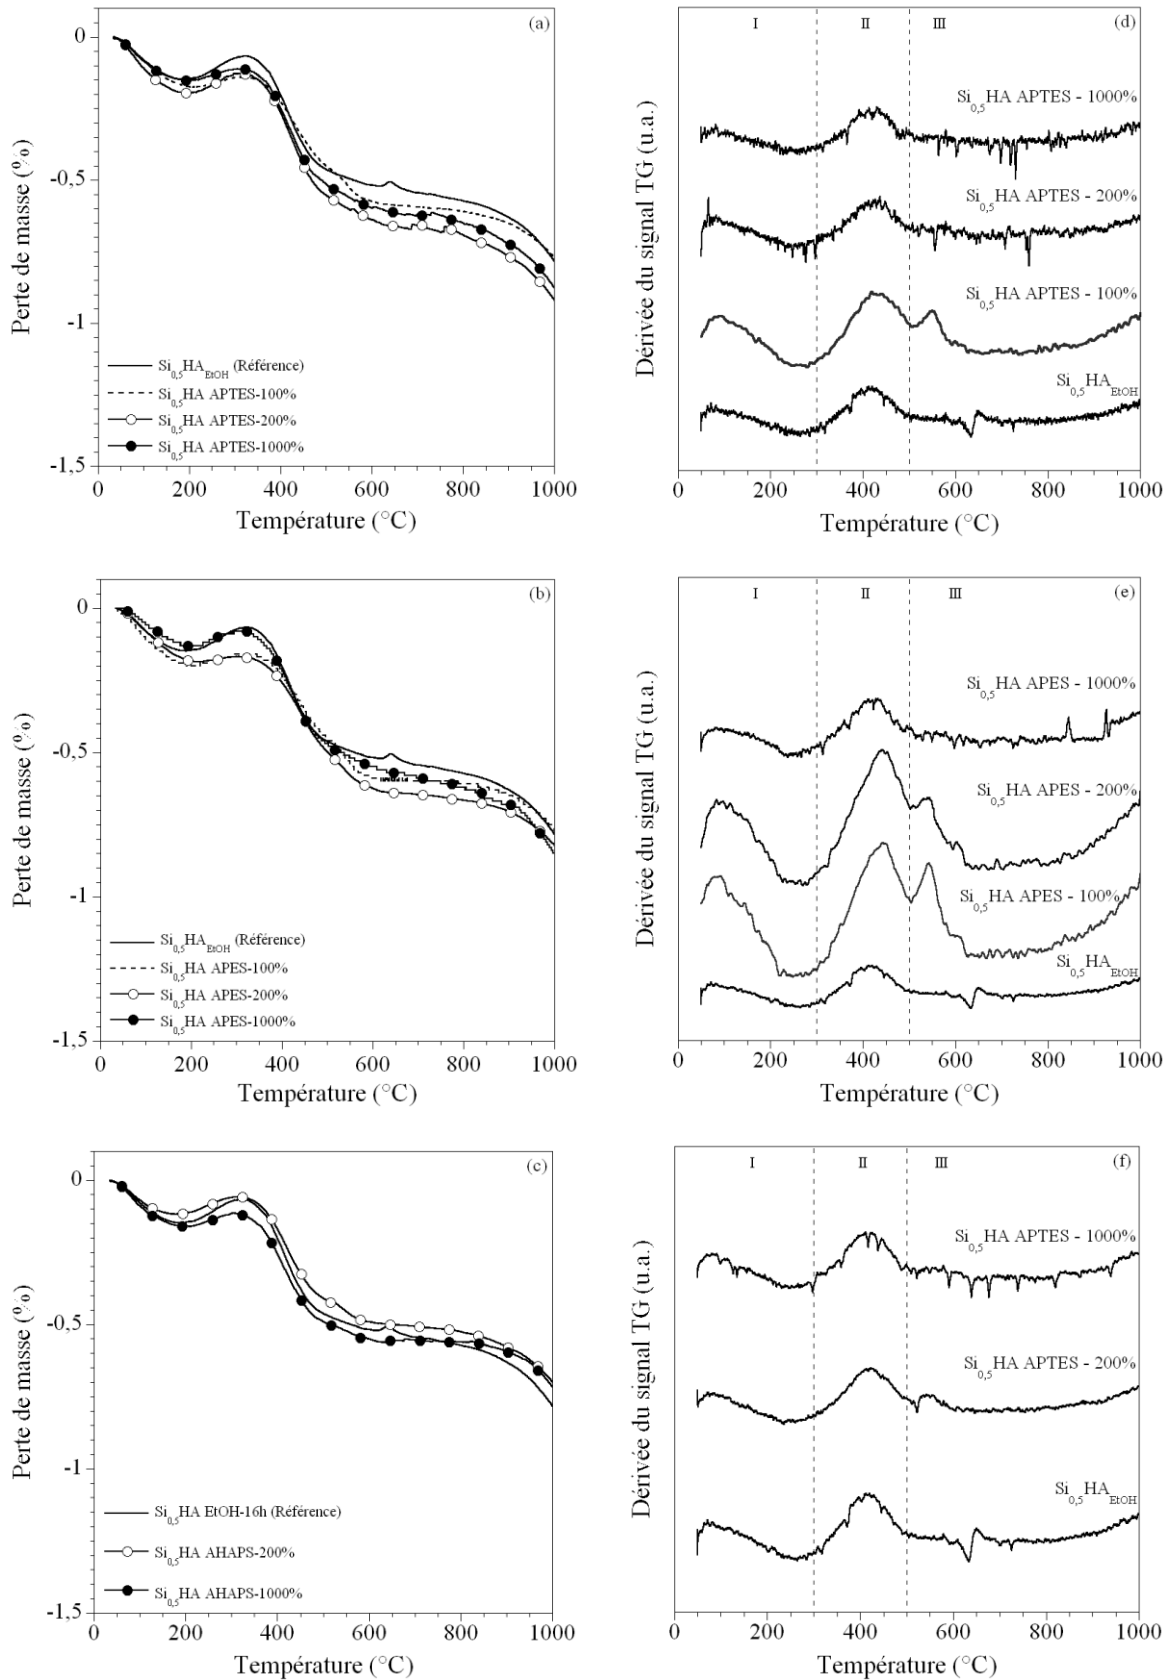 (a)
0
-0,5
-1
-1,5
Perte de masse (%)
Si0,5HAEtOH (Référence)
Si0,5HA APTES-100%
Si0,5HA APTES-200%
Si0,5HA APTES-1000%
0 200 400 600 800 1000
Température (°C)
(d)
I II III
Dérivée du signal TG (u.a.)
Si0,5HA APTES - 1000%
Si0,5HA APTES - 200%
Si0,5HA APTES - 100%
Si0,5HAEtOH
0 200 400 600 800 1000
Température (°C)
(b)
0
-0,5
-1
-1,5
Perte de masse (%)
Si0,5HAEtOH (Référence)
Si0,5HA APES-100%
Si0,5HA APES-200%
Si0,5HA APES-1000%
0 200 400 600 800 1000
Température (°C)
(e)
I II III
Dérivée du signal TG (u.a.)
Si0,5HA APES - 1000%
Si0,5HA APES - 200%
Si0,5HA APES - 100%
Si0,5HAEtOH
0 200 400 600 800 1000
Température (°C)
(c)
0
-0,5
-1
-1,5
Perte de masse (%)
Si0,5HA EtOH-16h (Référence)
Si0,5HA AHAPS-200%
Si0,5HA AHAPS-1000%
0 200 400 600 800 1000
Température (°C)
(f)
I II III
Dérivée du signal TG (u.a.)
Si0,5HA APTES - 1000%
Si0,5HA APTES - 200%
Si0,5HAEtOH
0 200 400 600 800 1000
Température (°C)